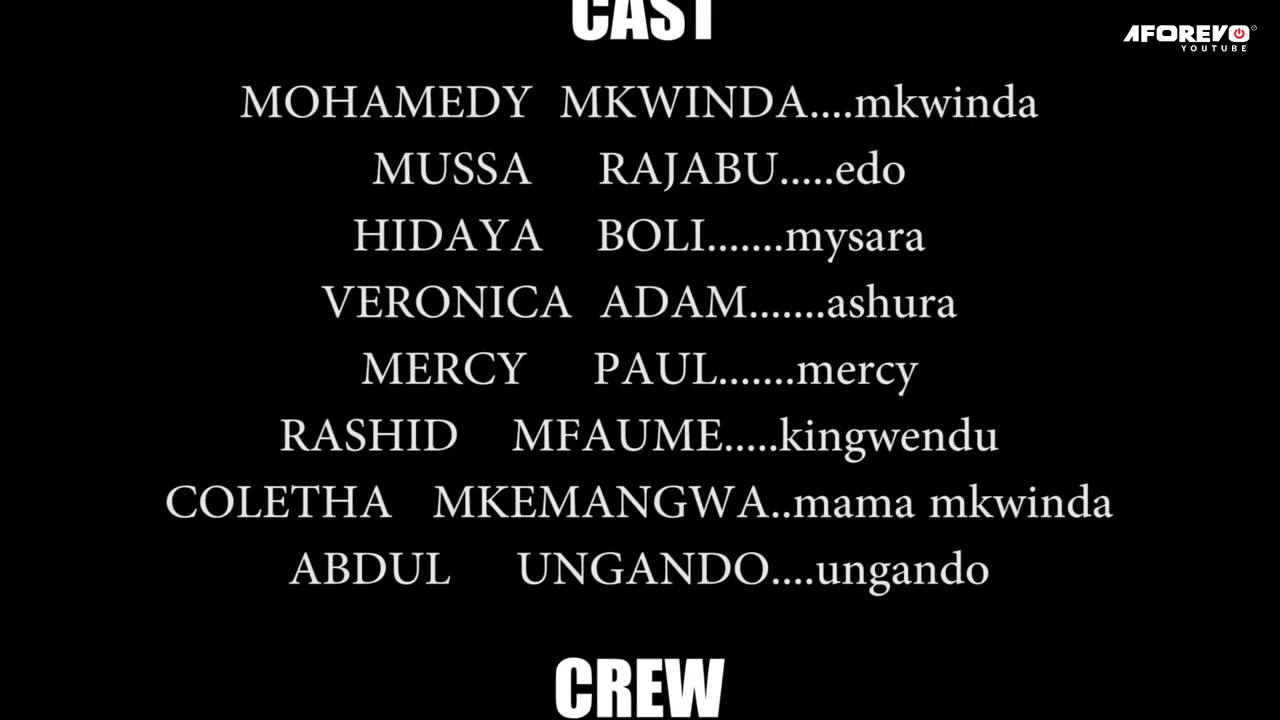 CAST
AFOREVO
YOUTUBE
MOHAMEDY MKWINDA....mkwinda
MUSSA RAJABU.....edo
HIDAYA BOLI.......mysara
VERONICA ADAM.......ashura
MERCY PAUL.......mercy
RASHID MFAUME.....kingwendu
COLETHA MKEMANGWA..mama mkwinda
ABDUL UNGANDO....ungando
CREW